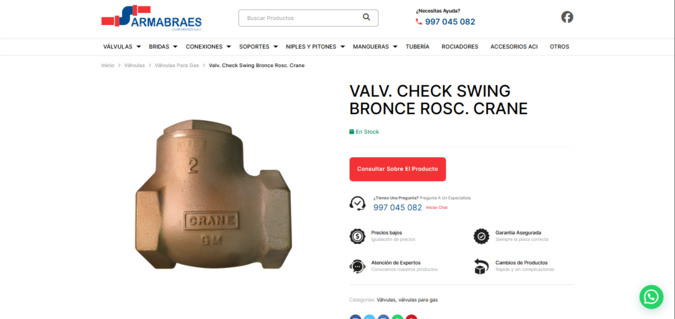 ARMABRAES
Buscar Productos
¿Necesitas Ayuda?
997 045 082
VÁLVULAS BRIDAS CONEXIONES SOPORTES NIPLES Y PITONES MANGUERAS TUBERÍA ROCIADORES ACCESORIOS ACI OTROS
Inicio > Válvulas > Válvulas Para Gas > Valv. Check Swing Bronce Rosc. Crane
VALV. CHECK SWING
BRONCE ROSC. CRANE
En Stock
Consultar Sobre El Producto
¿Tienes Una Pregunta? Pregunta A Un Especialista
997 045 082 Iniciar Chat
Precios bajos
Igualación de precios
Garantía Asegurada
Siempre la pieza correcta
Atención de Expertos
Conocemos nuestros productos
Cambios de Productos
Rápido y sin complicaciones
Categorías: Válvulas, válvulas para gas
2
CRANE
GM